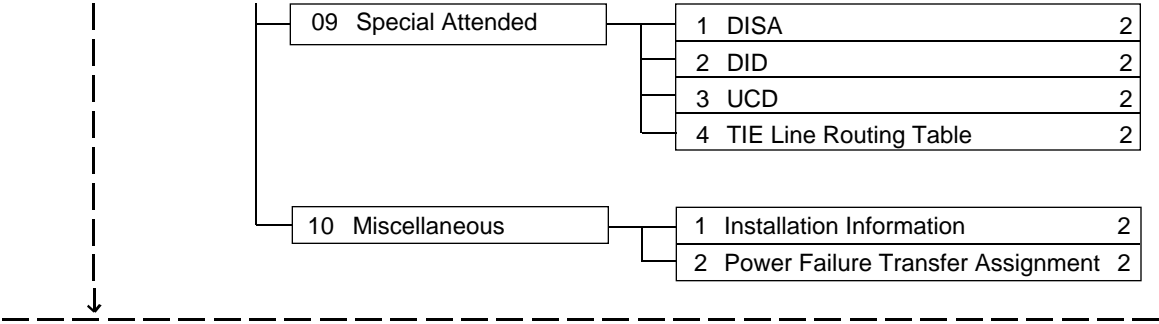 09 Special Attended
1 DISA 2
2 DID 2
3 UCD 2
4 TIE Line Routing Table 2
10 Miscellaneous
1 Installation Information 2
2 Power Failure Transfer Assignment 2